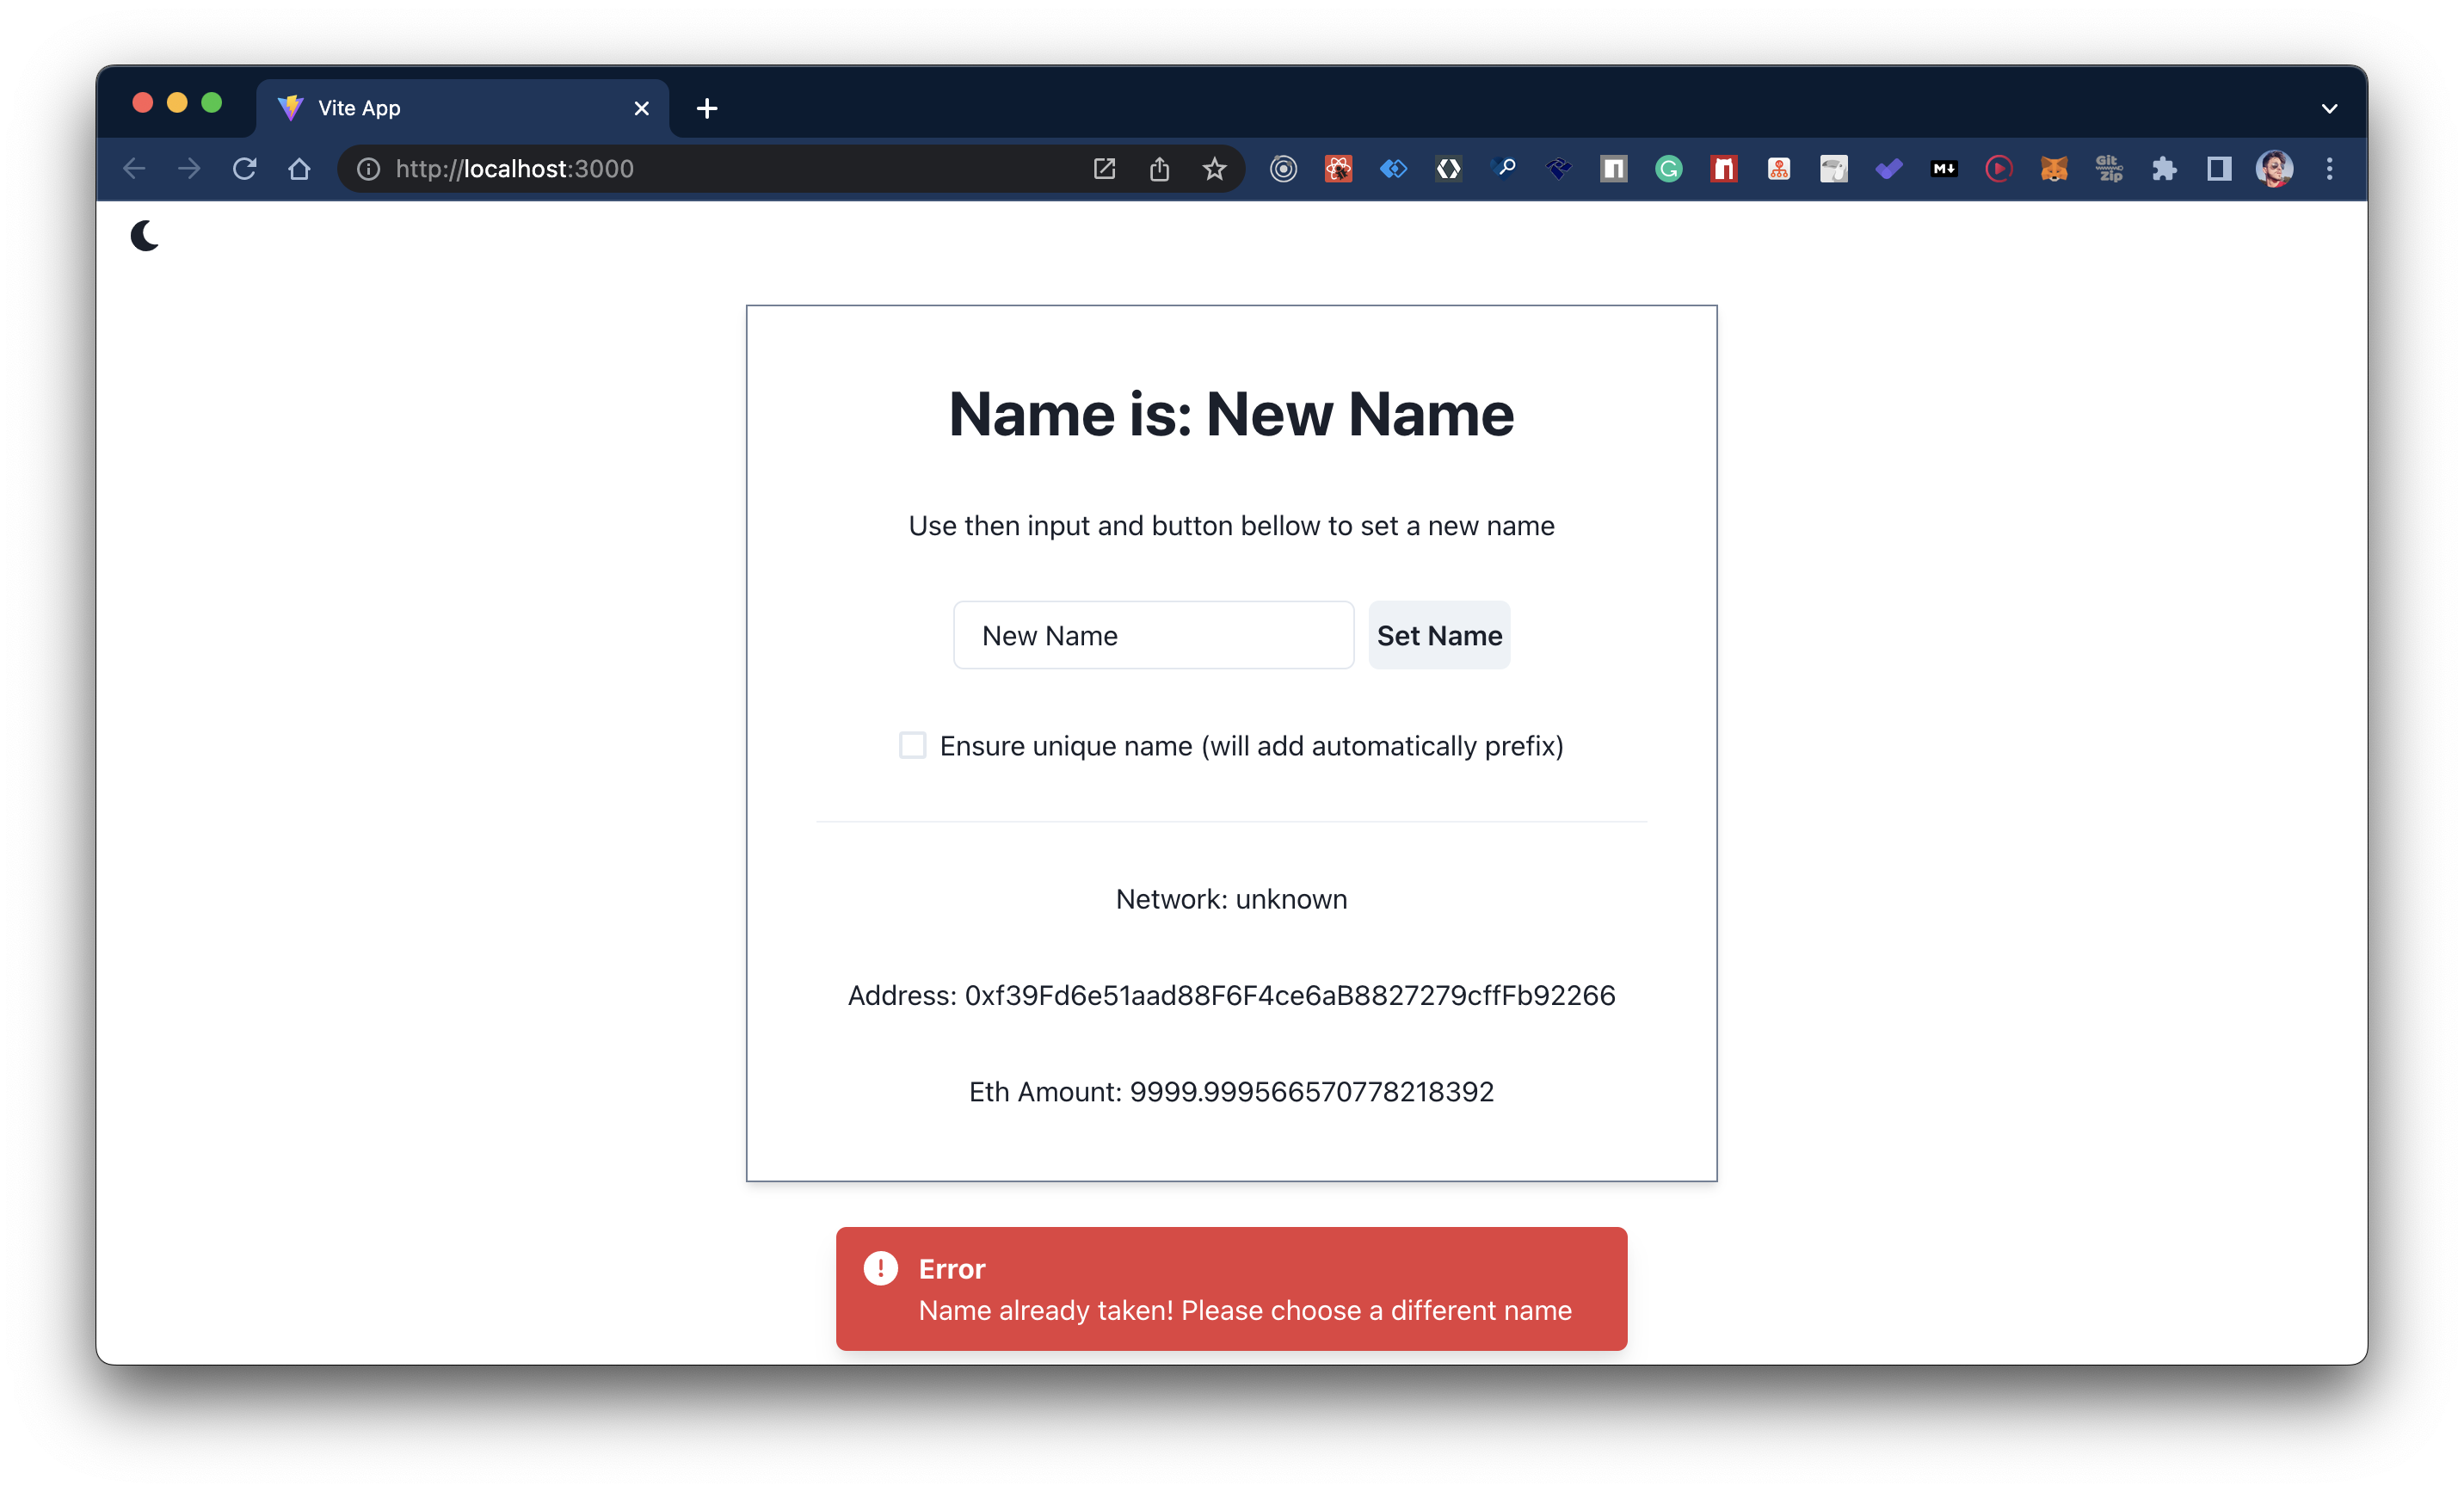 Vite App
http://localhost:3000
M↓
Git
Zip
Name is: New Name
Use then input and button bellow to set a new name
New Name
Set Name
Ensure unique name (will add automatically prefix)
Network: unknown
Address: 0xf39Fd6e51aad88F6F4ce6aB8827279cffFb92266
Eth Amount: 9999.999566570778218392
Error
Name already taken! Please choose a different name